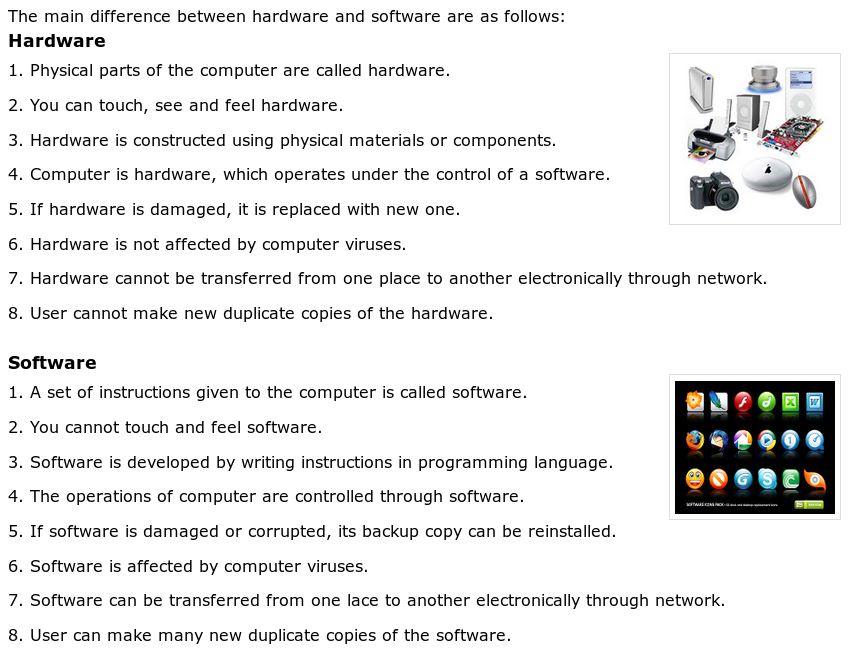 The main difference between hardware and software are as follows:
Hardware
1. Physical parts of the computer are called hardware.
2. You can touch, see and feel hardware.
3. Hardware is constructed using physical materials or components.
4. Computer is hardware, which operates under the control of a software.
5. If hardware is damaged, it is replaced with new one.
6. Hardware is not affected by computer viruses.
7. Hardware cannot be transferred from one place to another electronically through network.
8. User cannot make new duplicate copies of the hardware.
Software
1. A set of instructions given to the computer is called software.
2. You cannot touch and feel software.
3. Software is developed by writing instructions in programming language.
4. The operations of computer are controlled through software.
5. If software is damaged or corrupted, its backup copy can be reinstalled.
6. Software is affected by computer viruses.
7. Software can be transferred from one lace to another electronically through network.
8. User can make many new duplicate copies of the software.
SOFTWARE ICONS PACK